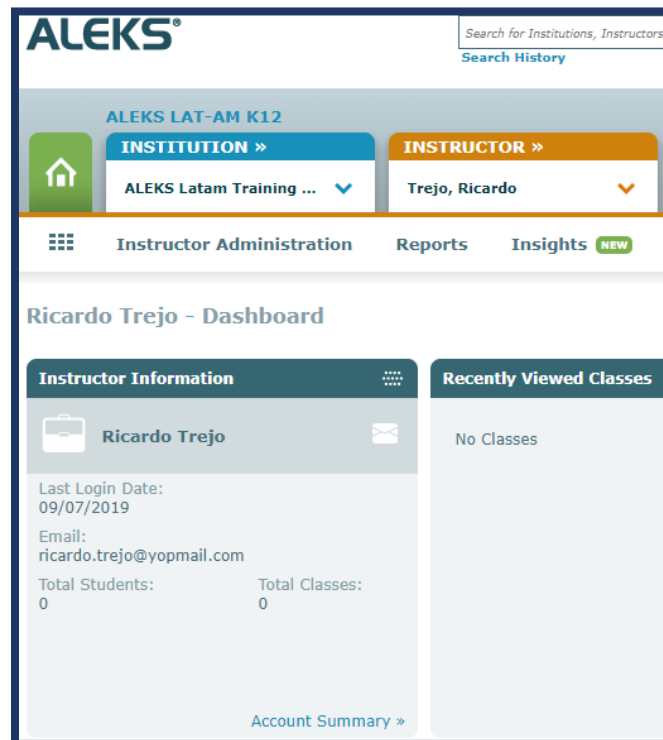 ALEKS®
Search for Institutions, Instructors
Search History
ALEKS LAT-AM K12
INSTITUTION »
ALEKS Latam Training ...
INSTRUCTOR »
Trejo, Ricardo
Instructor Administration
Reports
Insights NEW
Ricardo Trejo - Dashboard
Instructor Information
Ricardo Trejo
Last Login Date:
09/07/2019
Email:
ricardo.trejo@yopmail.com
Total Students: Total Classes:
0 0
Account Summary »
Recently Viewed Classes
No Classes